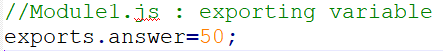 //Module1.js : exporting variable
exports.answer=50;